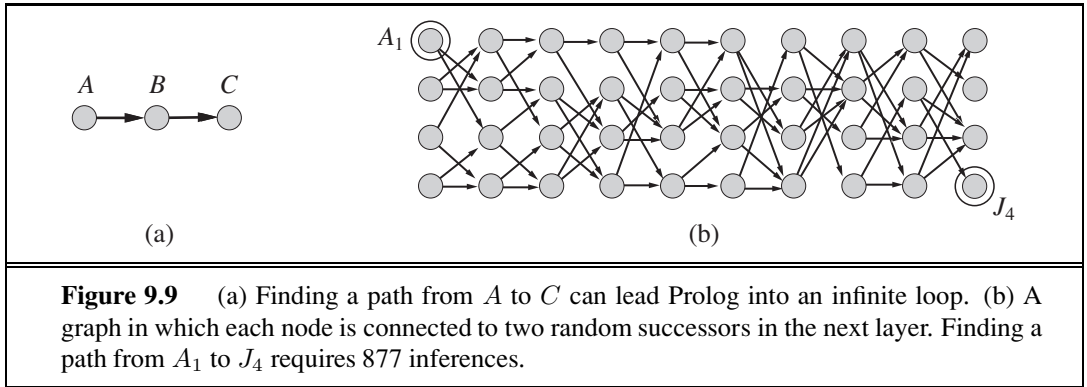 A₁
A B C
J₄
(a) (b)
Figure 9.9 (a) Finding a path from A to C can lead Prolog into an infinite loop. (b) A
graph in which each node is connected to two random successors in the next layer. Finding a
path from A₁ to J₄ requires 877 inferences.